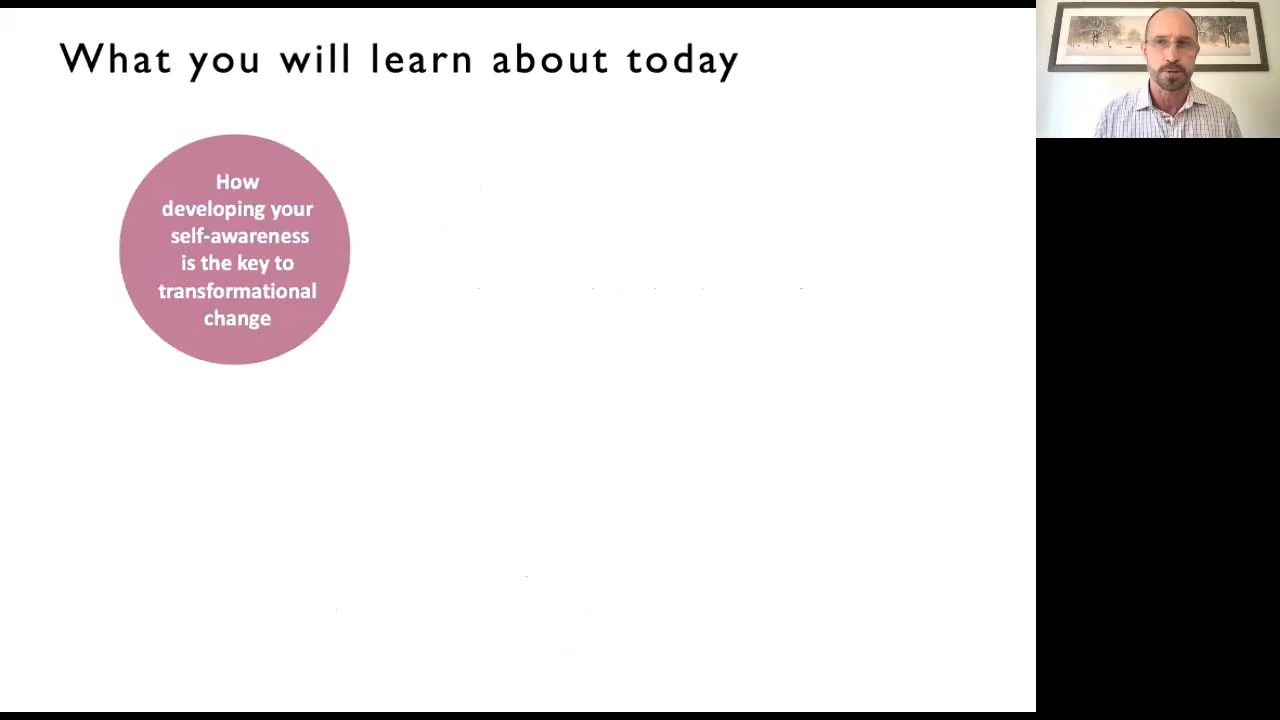 What you will learn about today
How
developing your
self-awareness
is the key to
transformational
change